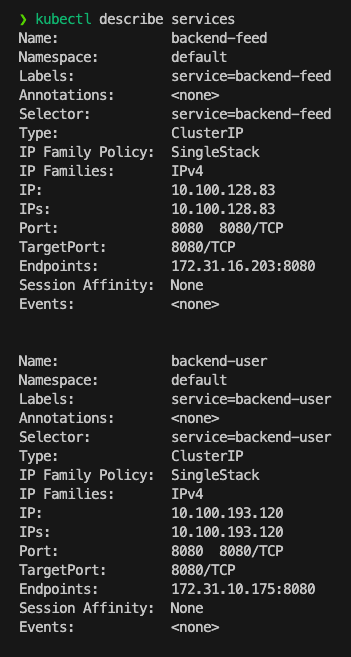 ❯ kubectl describe services
Name:              backend-feed
Namespace:         default
Labels:            service=backend-feed
Annotations:       <none>
Selector:          service=backend-feed
Type:              ClusterIP
IP Family Policy:  SingleStack
IP Families:       IPv4
IP:                10.100.128.83
IPs:               10.100.128.83
Port:              8080  8080/TCP
TargetPort:        8080/TCP
Endpoints:         172.31.16.203:8080
Session Affinity:  None
Events:            <none>

Name:              backend-user
Namespace:         default
Labels:            service=backend-user
Annotations:       <none>
Selector:          service=backend-user
Type:              ClusterIP
IP Family Policy:  SingleStack
IP Families:       IPv4
IP:                10.100.193.120
IPs:               10.100.193.120
Port:              8080  8080/TCP
TargetPort:        8080/TCP
Endpoints:         172.31.10.175:8080
Session Affinity:  None
Events:            <none>